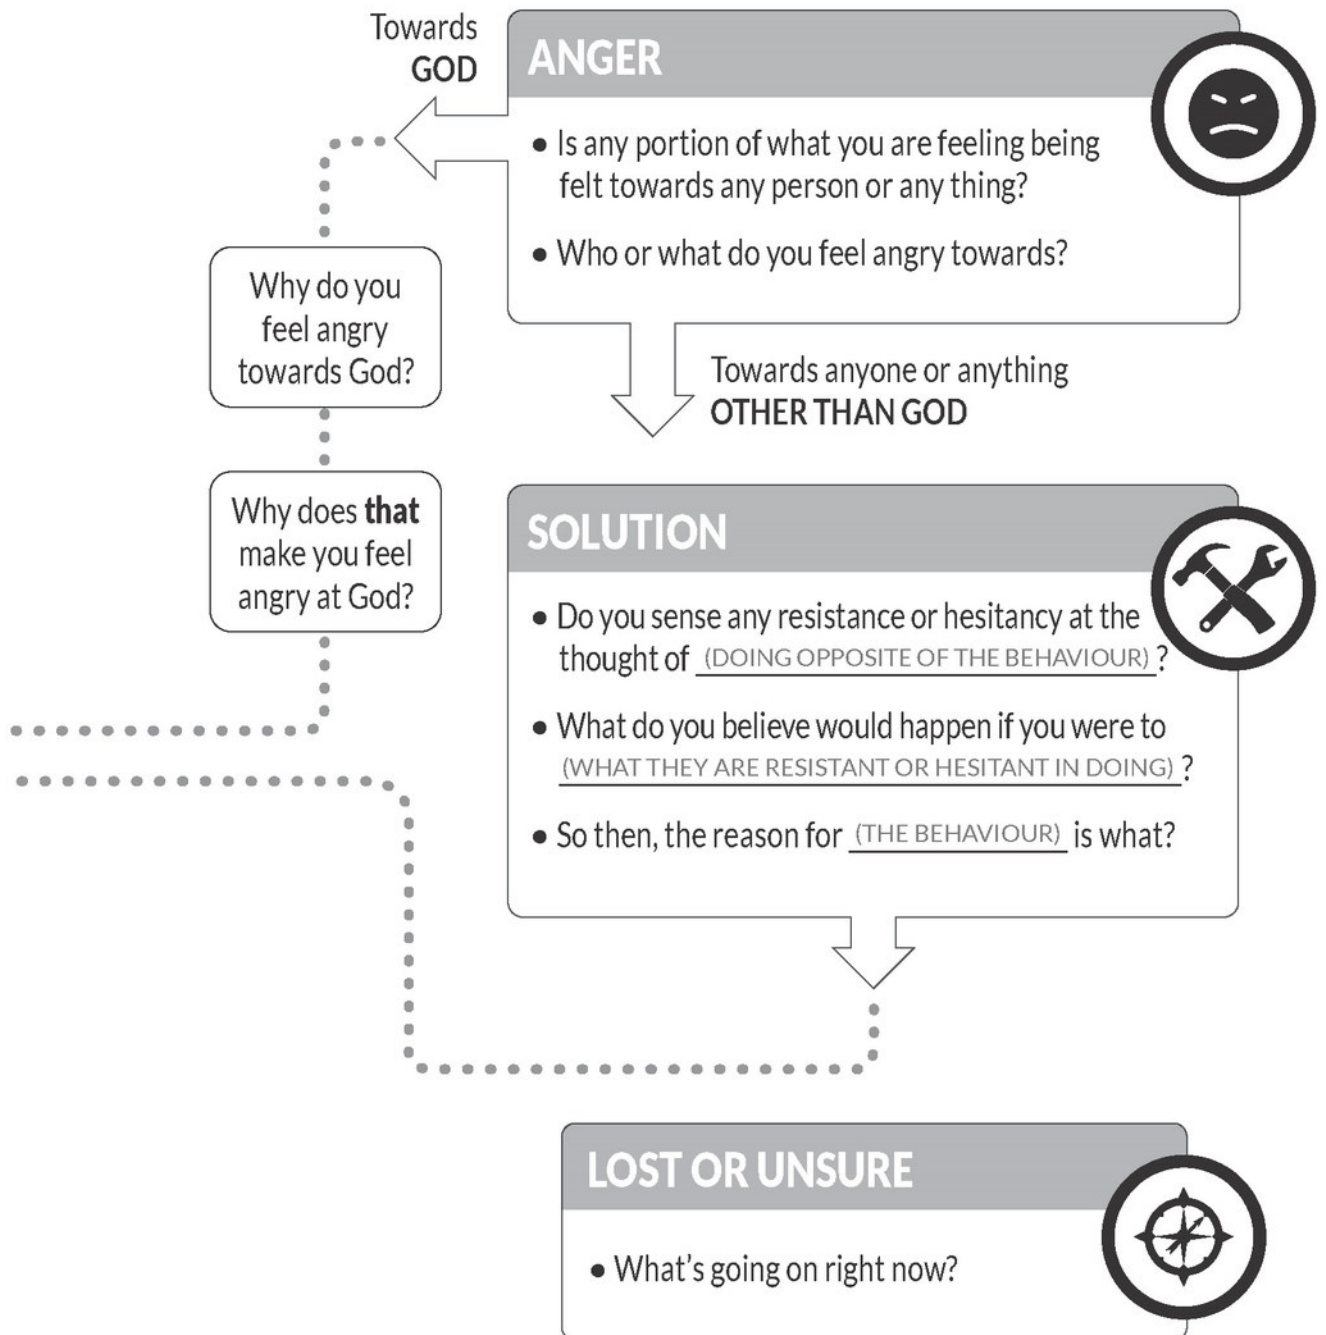 Towards
GOD
ANGER
• Is any portion of what you are feeling being
felt towards any person or any thing?
• Who or what do you feel angry towards?
Why do you
feel angry
towards God?
Towards anyone or anything
OTHER THAN GOD
Why does that
make you feel
angry at God?
SOLUTION
• Do you sense any resistance or hesitancy at the
thought of (DOING OPPOSITE OF THE BEHAVIOUR)?
• What do you believe would happen if you were to
(WHAT THEY ARE RESISTANT OR HESITANT IN DOING)?
• So then, the reason for (THE BEHAVIOUR) is what?
LOST OR UNSURE
• What's going on right now?